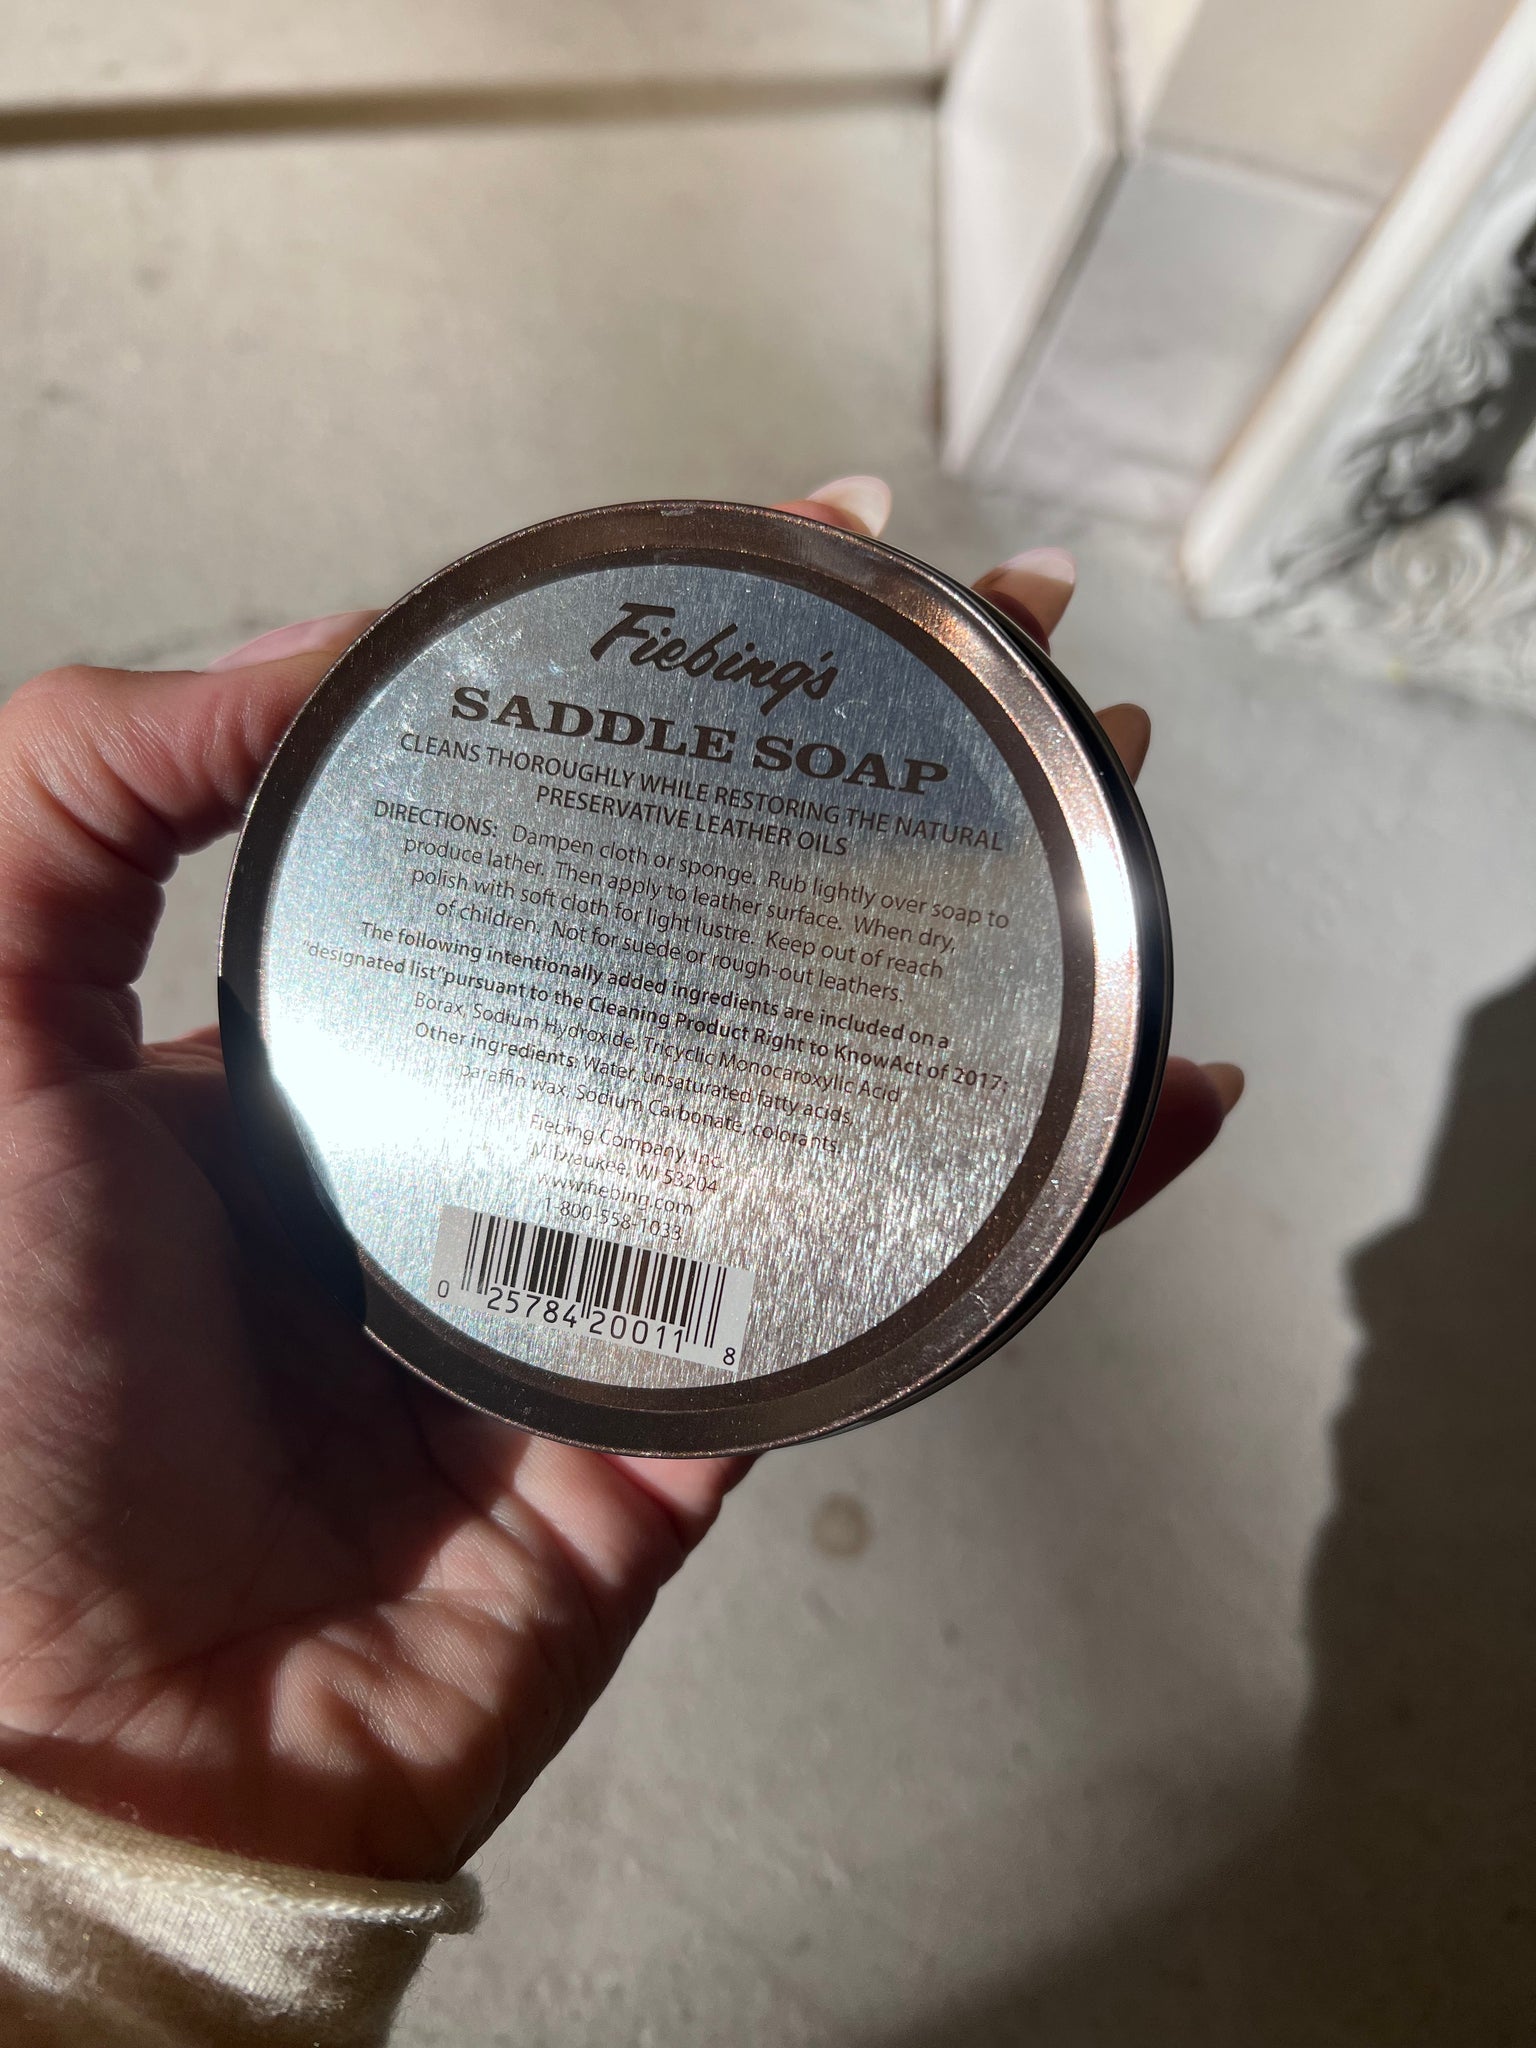 Fiebing's
SADDLE SOAP
CLEANS THOROUGHLY WHILE RESTORING THE NATURAL
PRESERVATIVE LEATHER OILS
DIRECTIONS: Dampen cloth or sponge. Rub lightly over soap to
produce lather. Then apply to leather surface. When dry,
polish with soft cloth for light lustre. Keep out of reach
of children. Not for suede or rough-out leathers.
The following intentionally added ingredients are included on a
"designated list"pursuant to the Cleaning Product Right to KnowAct of 2017:
Borax, Sodium Hydroxide, Tricyclic Monocaroxylic Acid
Other ingredients: Water, unsaturated fatty acids,
paraffin wax, Sodium Carbonate, colorants.
Fiebing Company, Inc.
Milwaukee, WI 53204
www.fiebing.com
1-800-558-1033
0 25784 20011 8